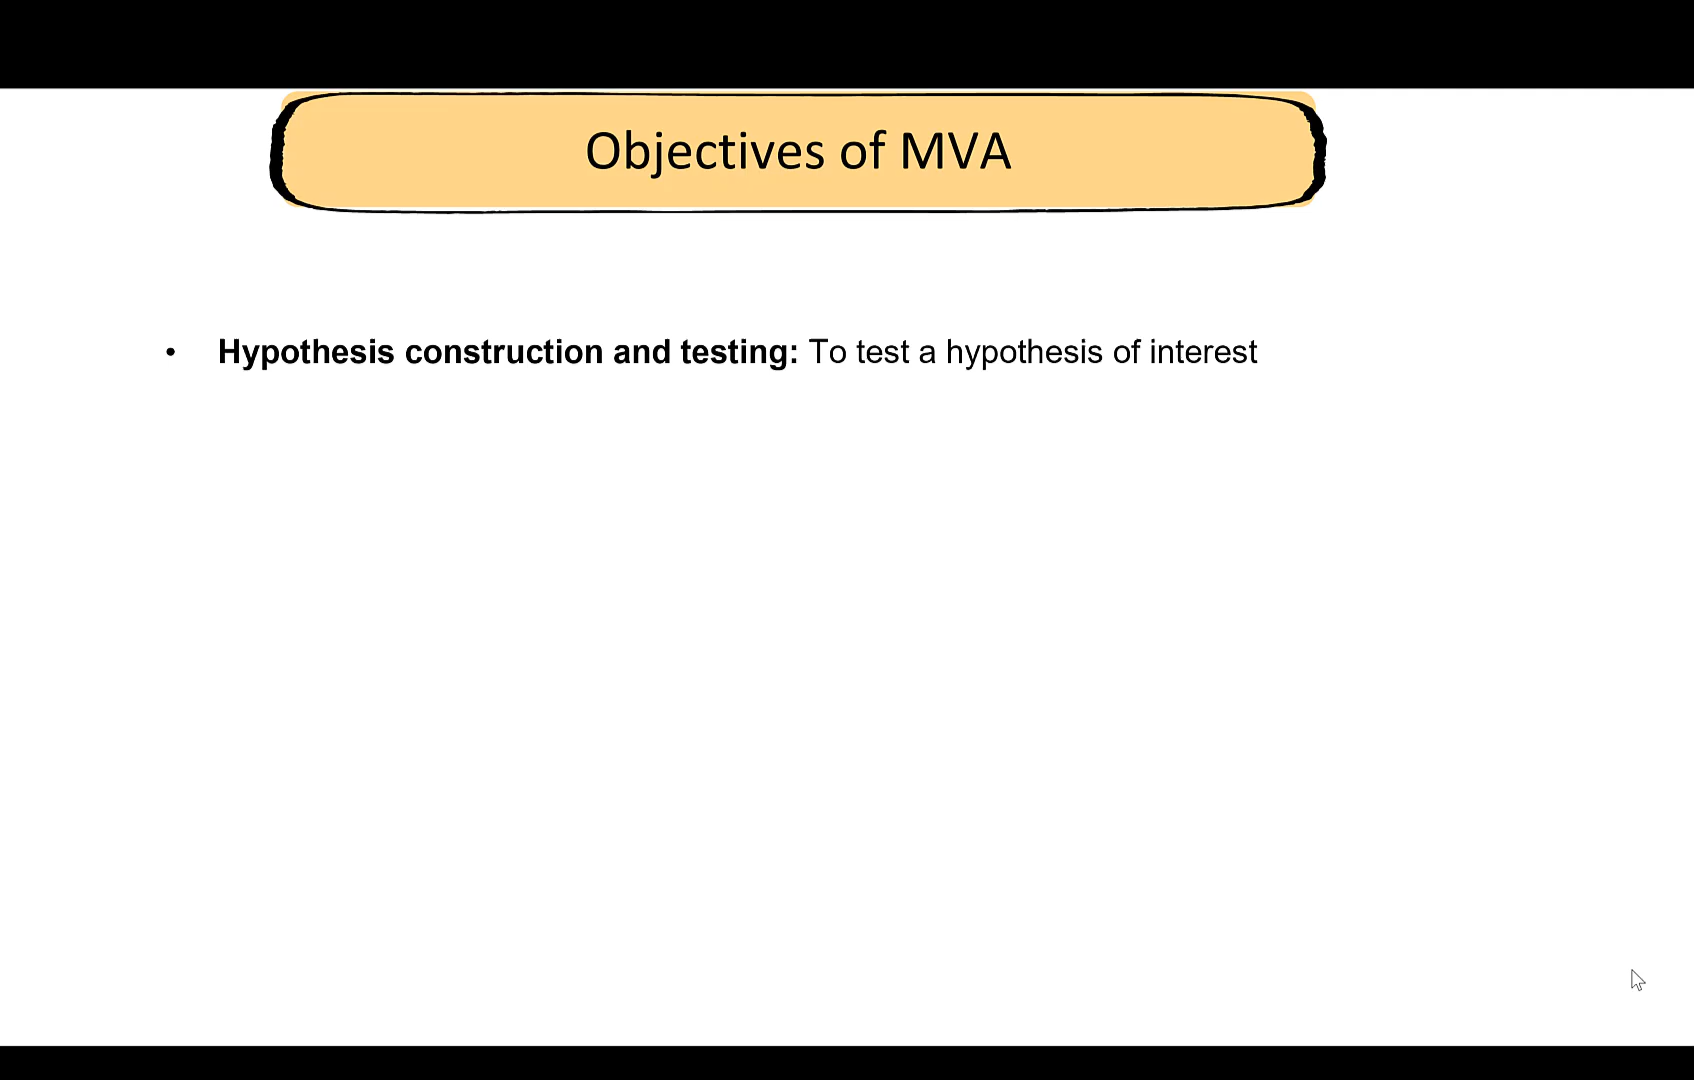 Objectives of MVA
• Hypothesis construction and testing: To test a hypothesis of interest